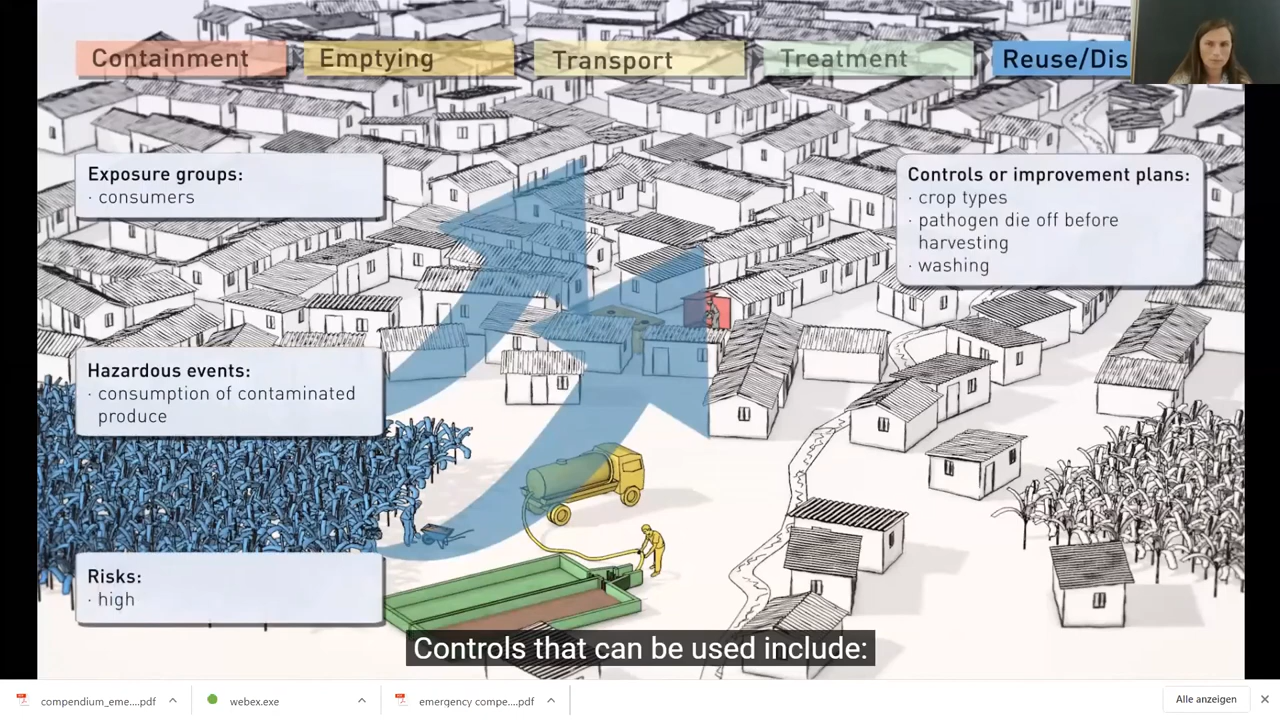 Containment
Emptying
Transport
Treatment
Reuse/Dis
Exposure groups:
· consumers
Hazardous events:
· consumption of contaminated
produce
Risks:
· high
Controls or improvement plans:
· crop types
· pathogen die off before
harvesting
· washing
Controls that can be used include:
compendium_eme....pdf
webex.exe
emergency compe....pdf
Alle anzeigen